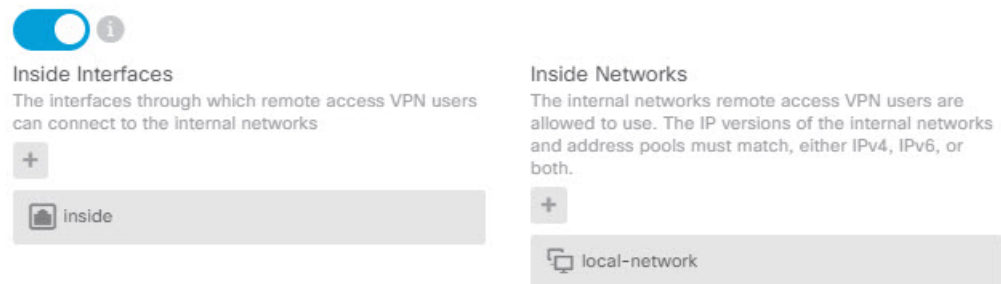 Inside Interfaces
The interfaces through which remote access VPN users
can connect to the internal networks
+
inside
Inside Networks
The internal networks remote access VPN users are
allowed to use. The IP versions of the internal networks
and address pools must match, either IPv4, IPv6, or
both.
+
local-network